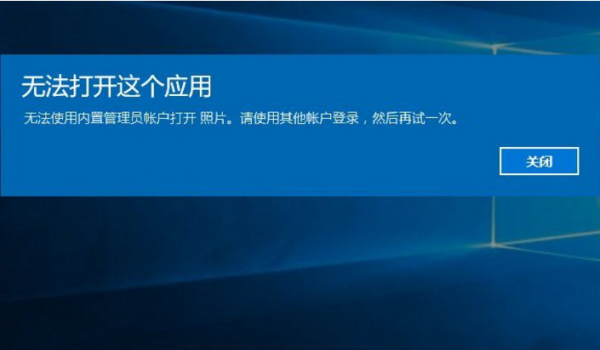 无法打开这个应用
无法使用内置管理员帐户打开 照片。请使用其他帐户登录，然后再试一次。
关闭